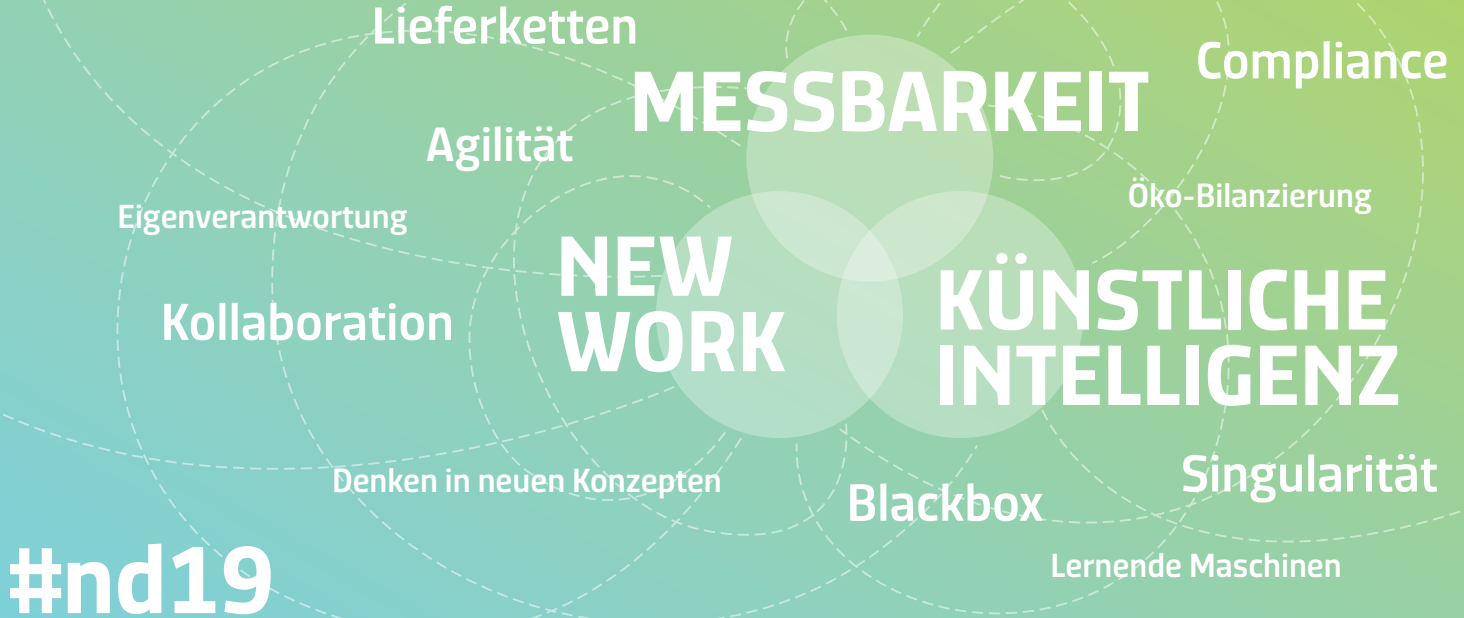 Lieferketten
MESSBARKEIT
Compliance
Agilität
Öko-Bilanzierung
Eigenverantwortung
NEW
WORK
KÜNSTLICHE
INTELLIGENZ
Kollaboration
Denken in neuen Konzepten
Blackbox
Singularität
Lernende Maschinen
#nd19